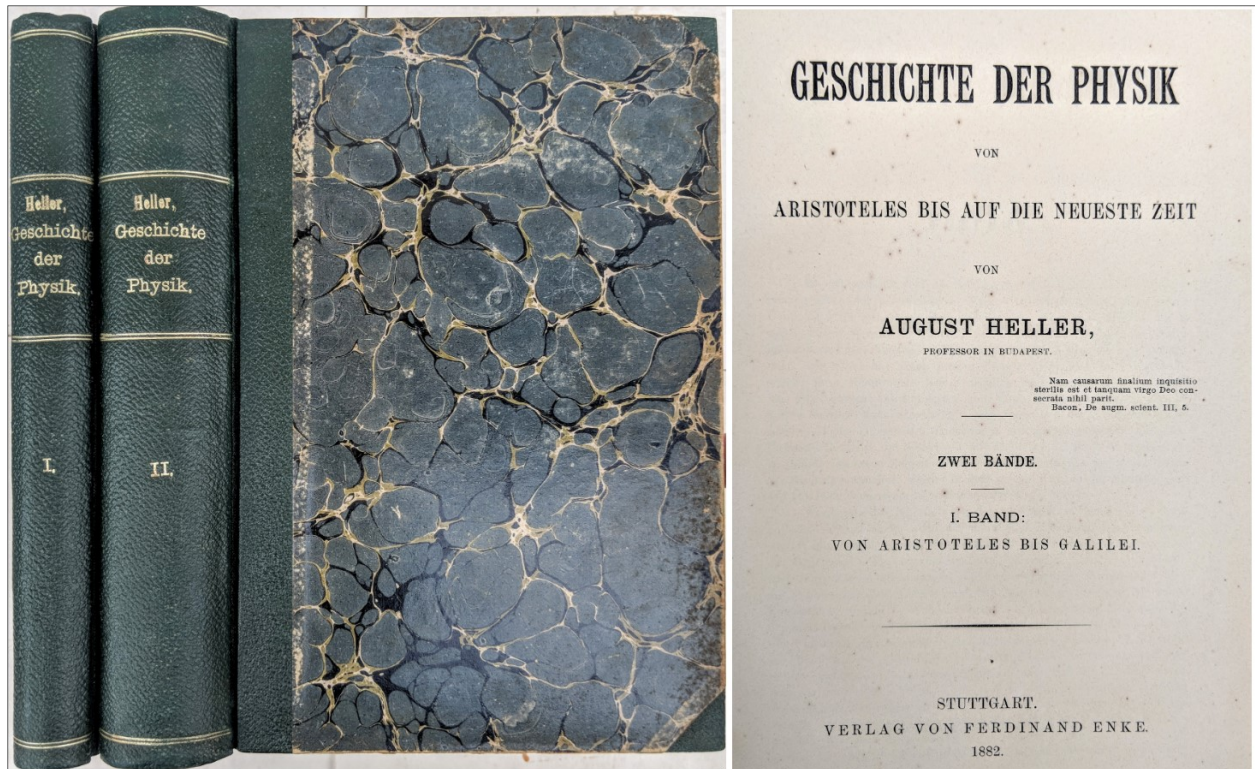 Heller,
Geschichte
der
Physik.
I.
Heller,
Geschichte
der
Physik.
II.
GESCHICHTE DER PHYSIK
VON
ARISTOTELES BIS AUF DIE NEUESTE ZEIT
VON
AUGUST HELLER,
PROFESSOR IN BUDAPEST.
Nam causarum finalium inquisitio
sterilis est et tanquam virgo Deo con-
secrata nihil parit.
Bacon, De augm. scient. III, 5.
ZWEI BÄNDE.
I. BAND:
VON ARISTOTELES BIS GALILEI.
STUTTGART.
VERLAG VON FERDINAND ENKE.
1882.